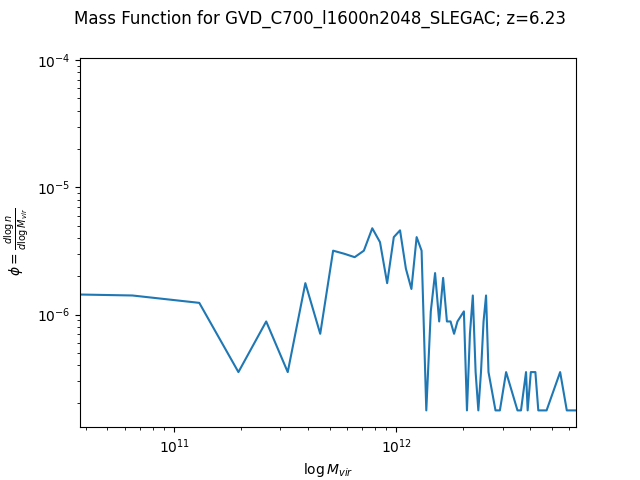 Mass Function for GVD_C700_l1600n2048_SLEGAC; z=6.23
10⁻⁴
10⁻⁵
10⁻⁶
ϕ = d log n / d log M_vir
10¹¹
10¹²
log M_vir